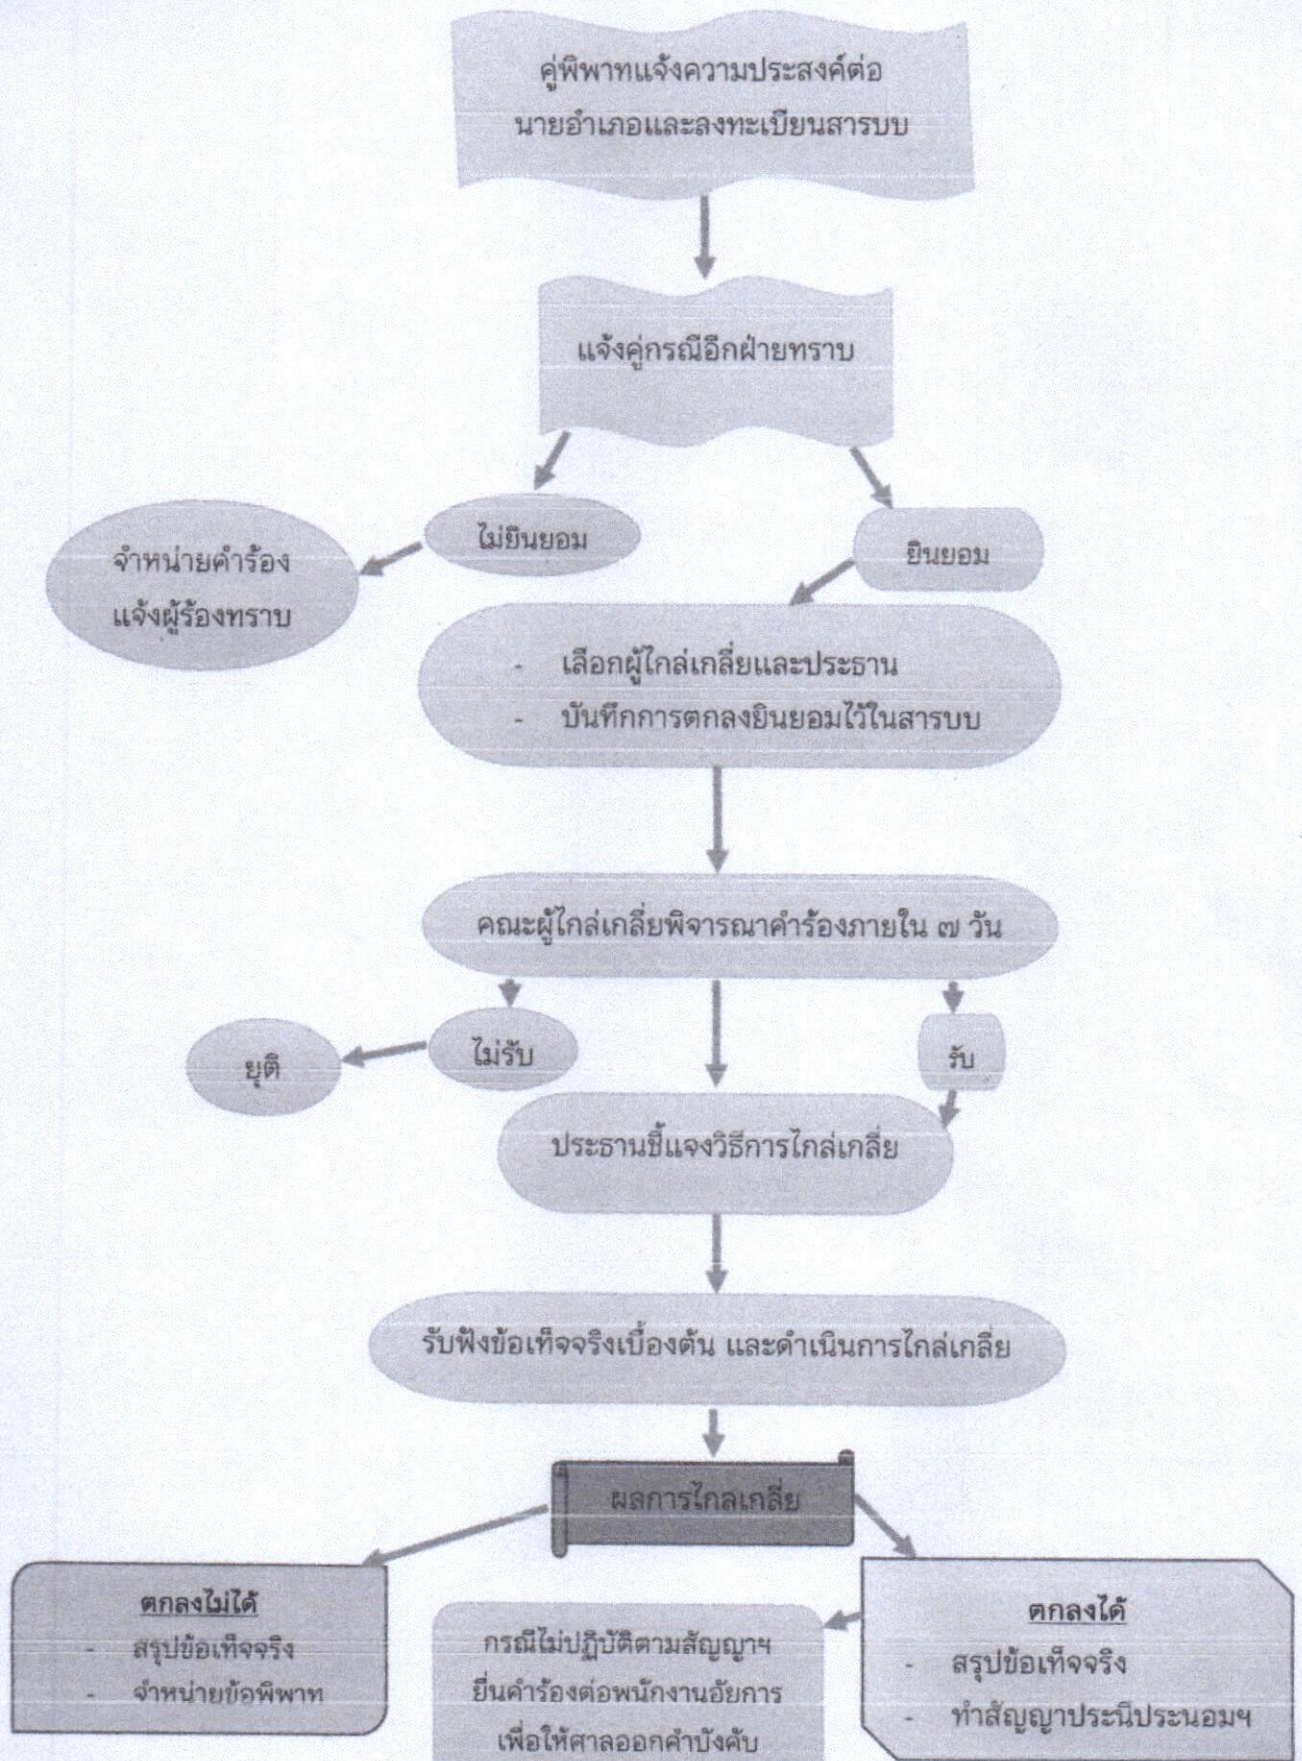 คู่พิพาทแจ้งความประสงค์ต่อ
นายอำเภอและลงทะเบียนสารบบ
แจ้งคู่กรณีอีกฝ่ายทราบ
ไม่ยินยอม
ยินยอม
จำหน่ายคำร้อง
แจ้งผู้ร้องทราบ
- เลือกผู้ไกล่เกลี่ยและประธาน
- บันทึกการตกลงยินยอมไว้ในสารบบ
คณะผู้ไกล่เกลี่ยพิจารณาคำร้องภายใน ๗ วัน
ไม่รับ
รับ
ยุติ
ประธานชี้แจงวิธีการไกล่เกลี่ย
รับฟังข้อเท็จจริงเบื้องต้น และดำเนินการไกล่เกลี่ย
ผลการไกล่เกลี่ย
ตกลงไม่ได้
- สรุปข้อเท็จจริง
- จำหน่ายข้อพิพาท
กรณีไม่ปฏิบัติตามสัญญาฯ
ยื่นคำร้องต่อพนักงานอัยการ
เพื่อให้ศาลออกคำบังคับ
ตกลงได้
- สรุปข้อเท็จจริง
- ทำสัญญาประนีประนอมฯ